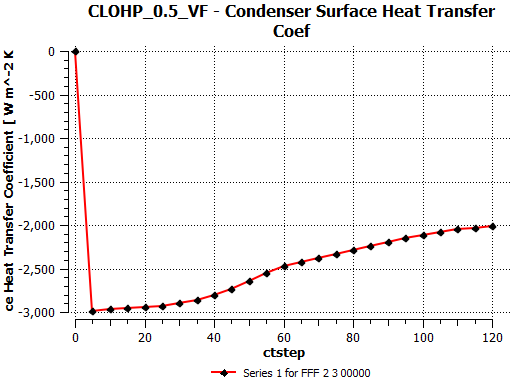 CLOHP_0.5_VF - Condenser Surface Heat Transfer
Coef
ce Heat Transfer Coefficient [ W m^-2 K
0
-500
-1,000
-1,500
-2,000
-2,500
-3,000
0
20
40
60
80
100
120
ctstep
Series 1 for FFF 2 3 00000